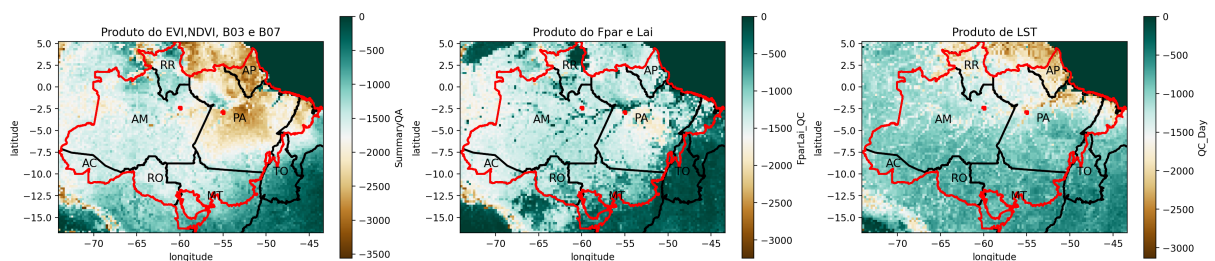 Produto do EVI,NDVI, B03 e B07
5.0
2.5
0.0
−2.5
−5.0
−7.5
−10.0
−12.5
−15.0
latitude
RR
AP
AM
PA
AC
RO
TO
MT
−70
−65
−60
−55
−50
−45
longitude
0
−500
−1000
−1500
−2000
−2500
−3000
−3500
SummaryQA
Produto do Fpar e Lai
5.0
2.5
0.0
−2.5
−5.0
−7.5
−10.0
−12.5
−15.0
latitude
RR
AP
AM
PA
AC
RO
TO
MT
−70
−65
−60
−55
−50
−45
longitude
0
−500
−1000
−1500
−2000
−2500
−3000
FparLai_QC
Produto de LST
5.0
2.5
0.0
−2.5
−5.0
−7.5
−10.0
−12.5
−15.0
latitude
RR
AP
AM
PA
AC
RO
TO
MT
−70
−65
−60
−55
−50
−45
longitude
0
−500
−1000
−1500
−2000
−2500
−3000
QC_Day